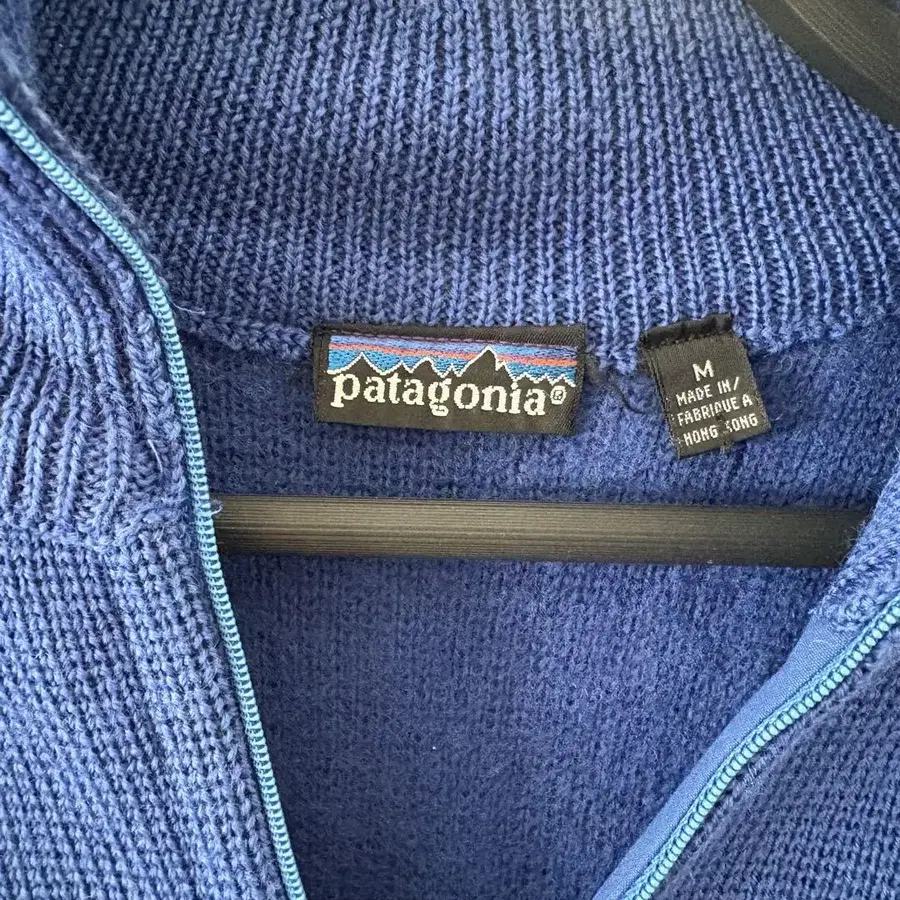 patagonia®
M
MADE IN/
FABRIQUE A
HONG KONG